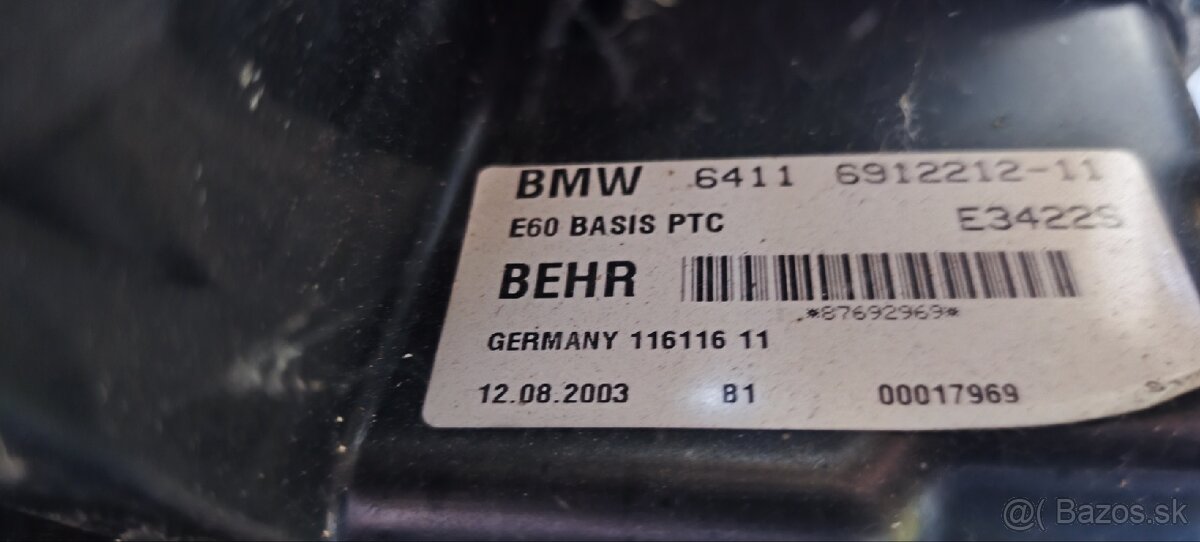 BMW 6411 6912212-11
E60 BASIS PTC E3422S
BEHR
*87692969*
GERMANY 116116 11
12.08.2003 B1 00017969
@( Bazos.sk